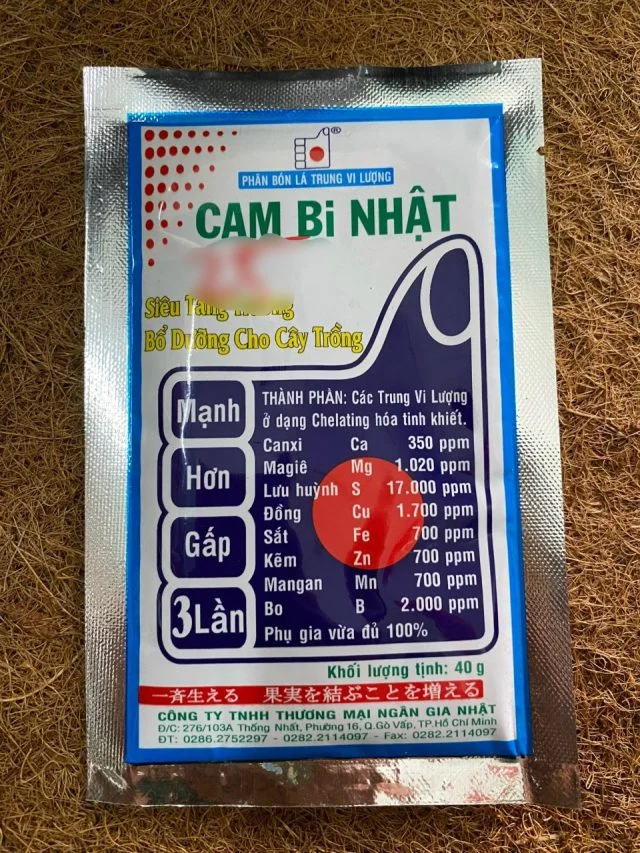 ®
PHÂN BÓN LÁ TRUNG VI LƯỢNG
CAM Bi NHẬT
Siêu Tăng
Bổ Dưỡng Cho Cây Trồng
Mạnh
Hơn
Gấp
3Lần
THÀNH PHẦN: Các Trung Vi Lượng
ở dạng Chelating hóa tinh khiết.
Canxi Ca 350 ppm
Magiê Mg 1.020 ppm
Lưu huỳnh S 17.000 ppm
Đồng Cu 1.700 ppm
Sắt Fe 700 ppm
Kẽm Zn 700 ppm
Mangan Mn 700 ppm
Bo B 2.000 ppm
Phụ gia vừa đủ 100%
Khối lượng tịnh: 40 g
一斉生える 果実を結ぶことを増える
CÔNG TY TNHH THƯƠNG MẠI NGÂN GIA NHẬT
Đ/C: 276/103A Thống Nhất, Phường 16, Q.Gò Vấp, TP.Hồ Chí Minh
ĐT: 0286.2752297 - 0282.2114097 - Fax: 0282.2114097